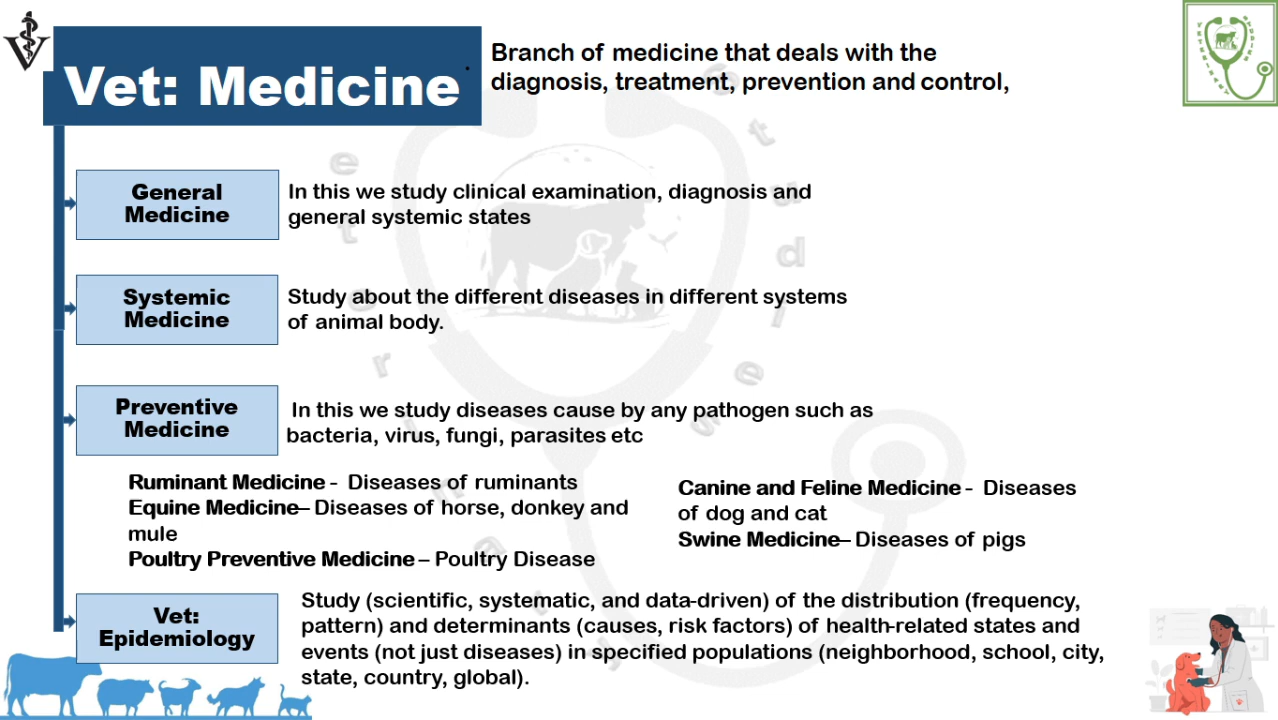 Vet: Medicine
Branch of medicine that deals with the
diagnosis, treatment, prevention and control,
General
Medicine
In this we study clinical examination, diagnosis and
general systemic states
Systemic
Medicine
Study about the different diseases in different systems
of animal body.
Preventive
Medicine
In this we study diseases cause by any pathogen such as
bacteria, virus, fungi, parasites etc
Ruminant Medicine - Diseases of ruminants
Equine Medicine– Diseases of horse, donkey and
mule
Poultry Preventive Medicine – Poultry Disease
Canine and Feline Medicine - Diseases
of dog and cat
Swine Medicine– Diseases of pigs
Vet:
Epidemiology
Study (scientific, systematic, and data-driven) of the distribution (frequency,
pattern) and determinants (causes, risk factors) of health-related states and
events (not just diseases) in specified populations (neighborhood, school, city,
state, country, global).